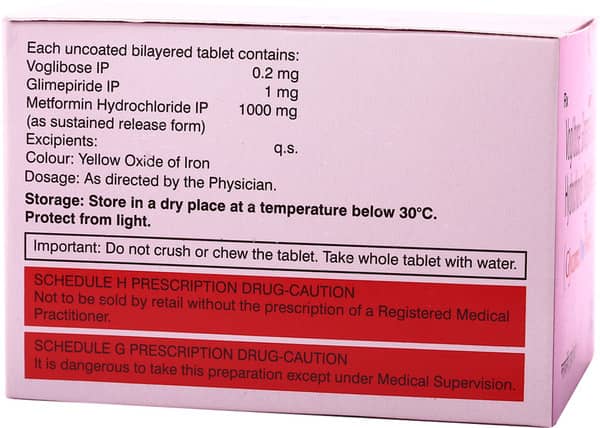 Each uncoated bilayered tablet contains:
Voglibose IP 0.2 mg
Glimepiride IP 1 mg
Metformin Hydrochloride IP 1000 mg
(as sustained release form)
Excipients: q.s.
Colour: Yellow Oxide of Iron
Dosage: As directed by the Physician.
Storage: Store in a dry place at a temperature below 30°C.
Protect from light.
Important: Do not crush or chew the tablet. Take whole tablet with water.
SCHEDULE H PRESCRIPTION DRUG-CAUTION
Not to be sold by retail without the prescription of a Registered Medical
Practitioner.
SCHEDULE G PRESCRIPTION DRUG-CAUTION
It is dangerous to take this preparation except under Medical Supervision.
Rx